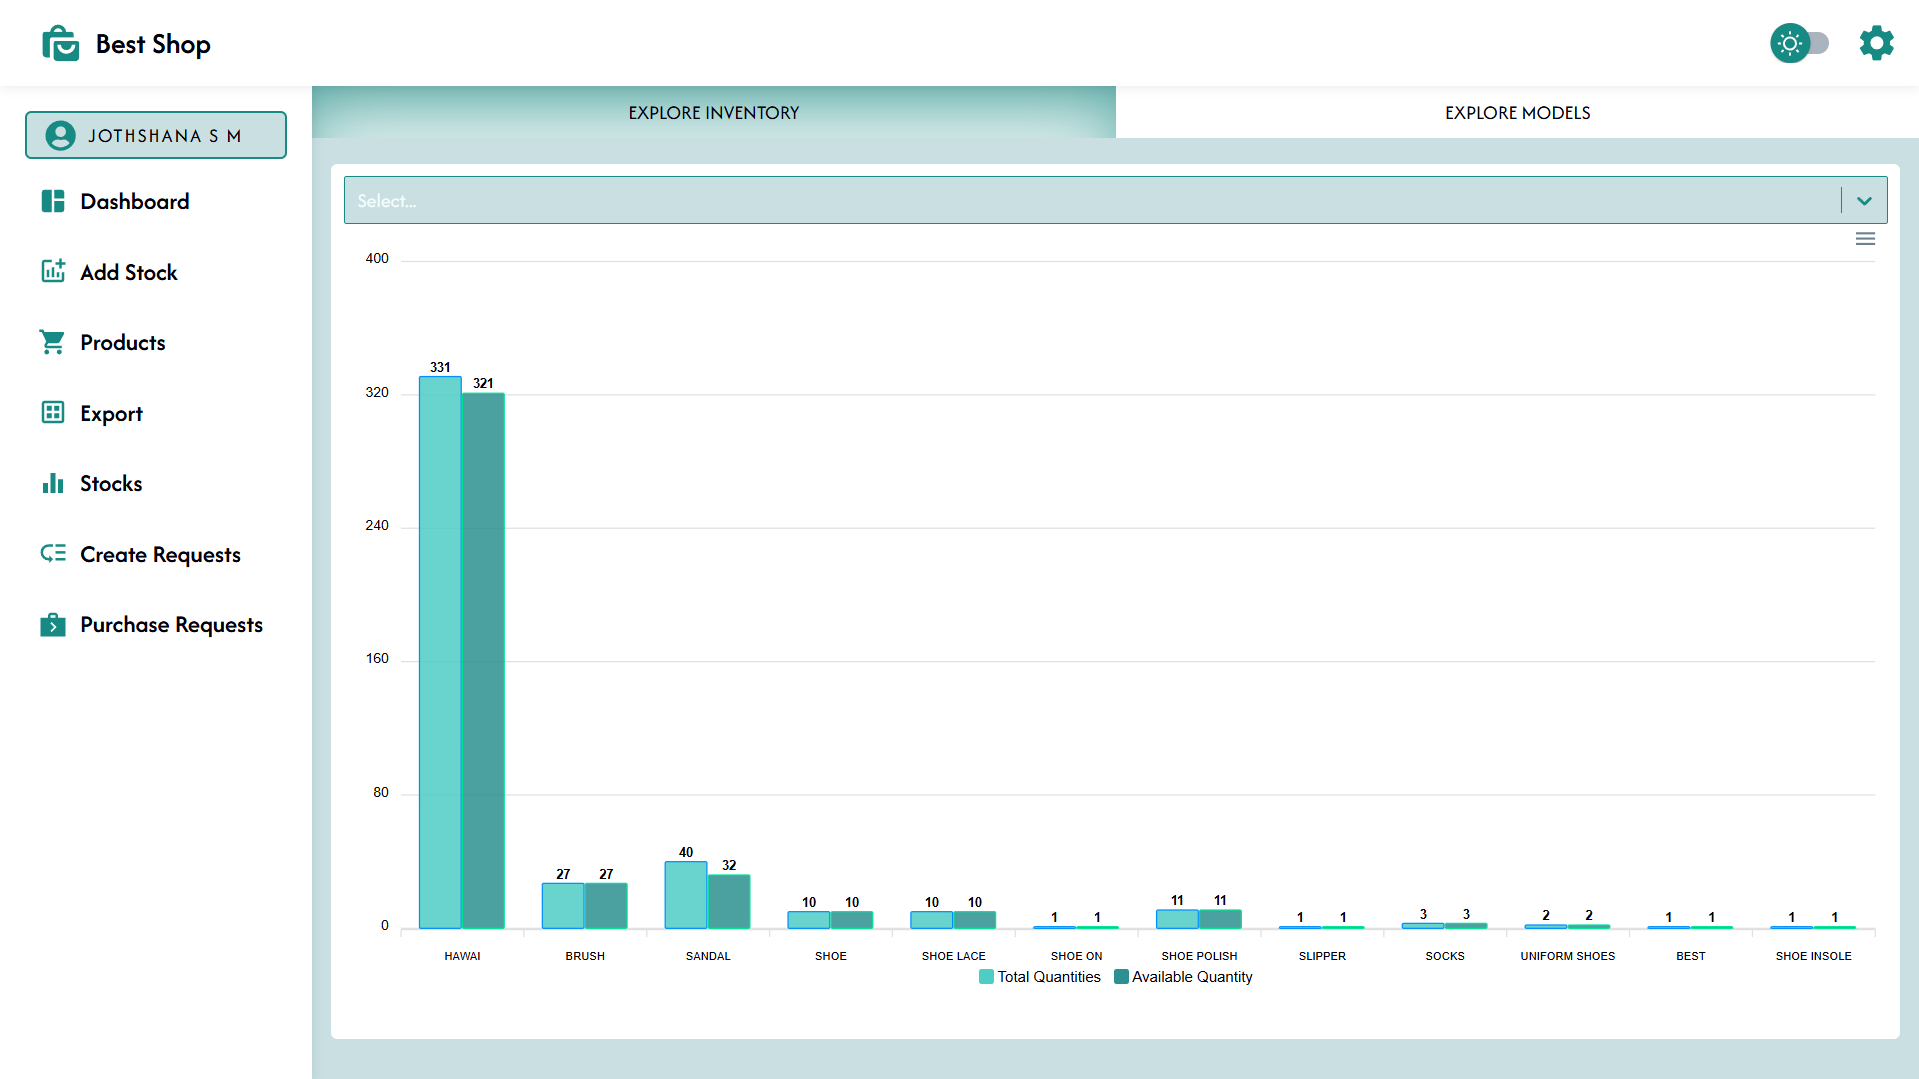 Best Shop
JOTHSHANA S M
Dashboard
Add Stock
Products
Export
Stocks
Create Requests
Purchase Requests
EXPLORE INVENTORY
EXPLORE MODELS
Select...
400
320
240
160
80
0
331 321
27 27
40 32
10 10
10 10
1 1
11 11
1 1
3 3
2 2
1 1
1 1
HAWAI BRUSH SANDAL SHOE SHOE LACE SHOE ON SHOE POLISH SLIPPER SOCKS UNIFORM SHOES BEST SHOE INSOLE
Total Quantities Available Quantity